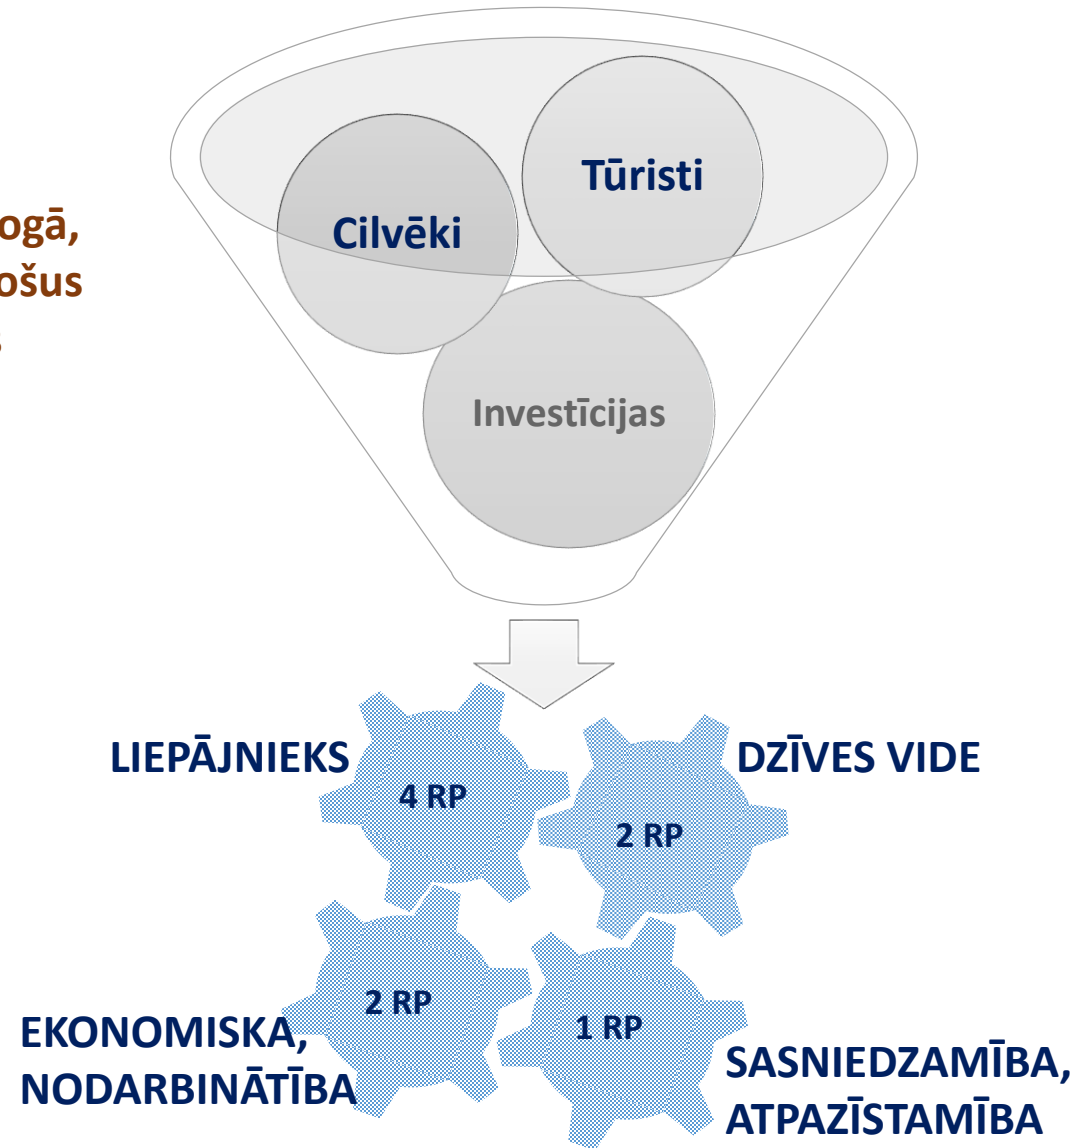 Tūristi
Cilvēki
Investīcijas
LIEPĀJNIEKS
4 RP
DZĪVES VIDE
2 RP
EKONOMISKA,
NODARBINĀTĪBA
2 RP
1 RP
SASNIEDZAMĪBA,
ATPAZĪSTAMĪBA